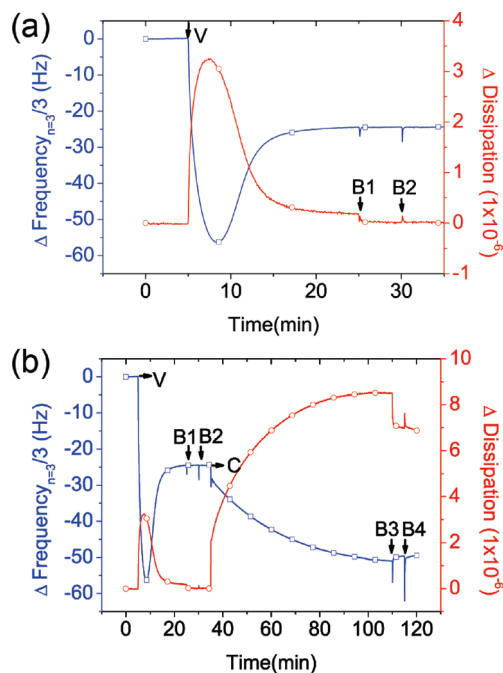 (a)
V
B1
B2
0
-10
-20
-30
-40
-50
-60
Δ Frequency n=3/3 (Hz)
4
3
2
1
0
-1
Δ Dissipation (1x10⁻⁶)
0
10
20
30
Time(min)
(b)
V
B1
B2
C
B3
B4
0
-10
-20
-30
-40
-50
-60
Δ Frequency n=3/3 (Hz)
10
8
6
4
2
0
Δ Dissipation (1x10⁻⁶)
0
20
40
60
80
100
120
Time(min)